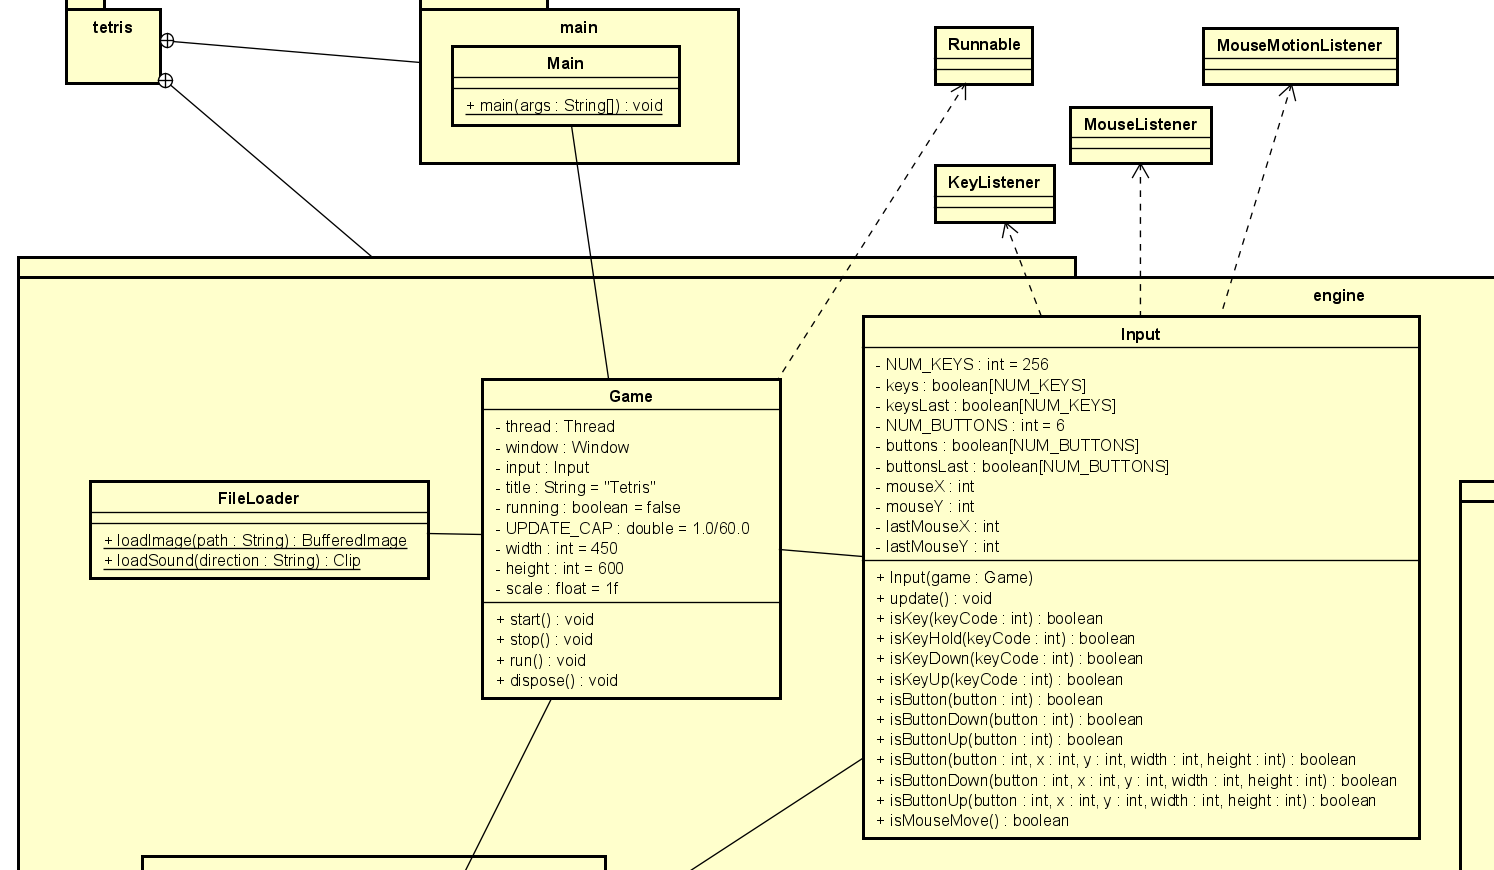 tetris
main
Main
+ main(args : String[]) : void
Runnable
MouseMotionListener
MouseListener
KeyListener
engine
Input
- NUM_KEYS : int = 256
- keys : boolean[NUM_KEYS]
- keysLast : boolean[NUM_KEYS]
- NUM_BUTTONS : int = 6
- buttons : boolean[NUM_BUTTONS]
- buttonsLast : boolean[NUM_BUTTONS]
- mouseX : int
- mouseY : int
- lastMouseX : int
- lastMouseY : int
+ Input(game : Game)
+ update() : void
+ isKey(keyCode : int) : boolean
+ isKeyHold(keyCode : int) : boolean
+ isKeyDown(keyCode : int) : boolean
+ isKeyUp(keyCode : int) : boolean
+ isButton(button : int) : boolean
+ isButtonDown(button : int) : boolean
+ isButtonUp(button : int) : boolean
+ isButton(button : int, x : int, y : int, width : int, height : int) : boolean
+ isButtonDown(button : int, x : int, y : int, width : int, height : int) : boolean
+ isButtonUp(button : int, x : int, y : int, width : int, height : int) : boolean
+ isMouseMove() : boolean
Game
- thread : Thread
- window : Window
- input : Input
- title : String = "Tetris"
- running : boolean = false
- UPDATE_CAP : double = 1.0/60.0
- width : int = 450
- height : int = 600
- scale : float = 1f
+ start() : void
+ stop() : void
+ run() : void
+ dispose() : void
FileLoader
+ loadImage(path : String) : BufferedImage
+ loadSound(direction : String) : Clip